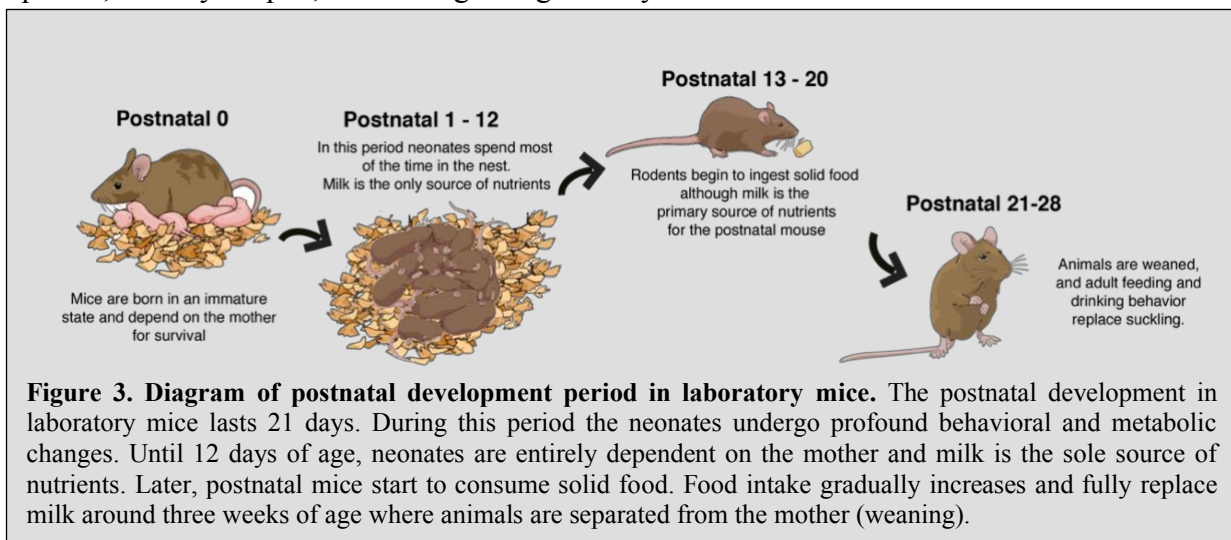 Postnatal 0
Mice are born in an immature
state and depend on the mother
for survival
Postnatal 1 - 12
In this period neonates spend most
of the time in the nest.
Milk is the only source of nutrients
Postnatal 13 - 20
Rodents begin to ingest solid food
although milk is the
primary source of nutrients
for the postnatal mouse
Postnatal 21-28
Animals are weaned,
and adult feeding and
drinking behavior
replace suckling.
Figure 3. Diagram of postnatal development period in laboratory mice. The postnatal development in
laboratory mice lasts 21 days. During this period the neonates undergo profound behavioral and metabolic
changes. Until 12 days of age, neonates are entirely dependent on the mother and milk is the sole source of
nutrients. Later, postnatal mice start to consume solid food. Food intake gradually increases and fully replace
milk around three weeks of age where animals are separated from the mother (weaning).